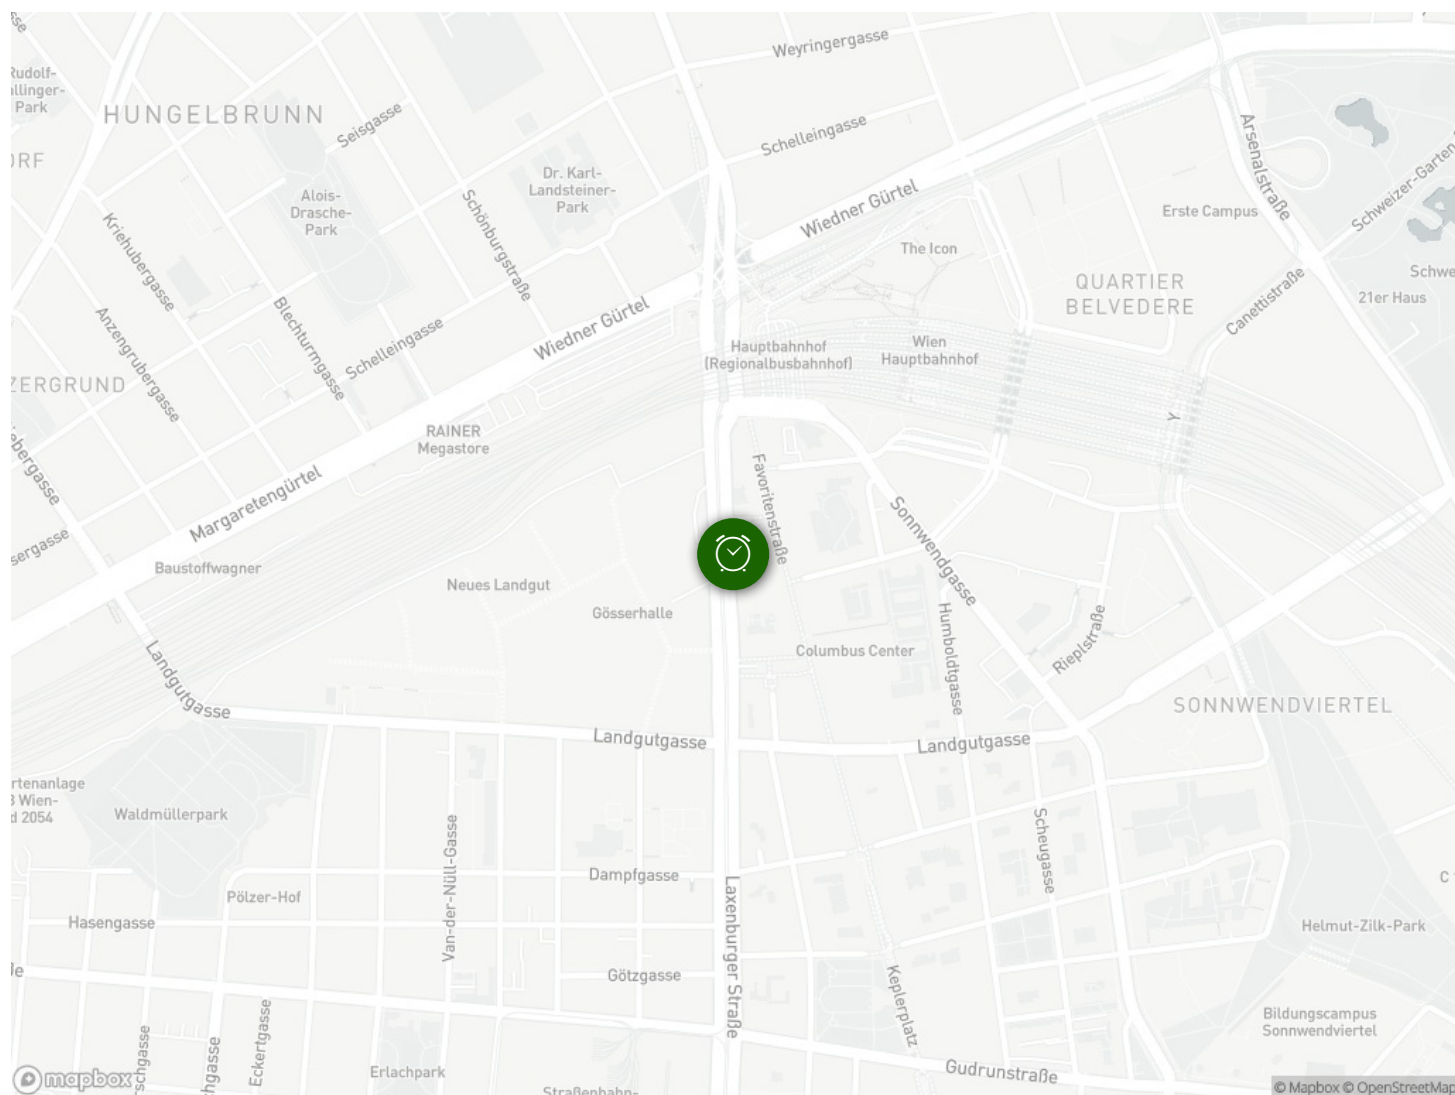 Weyringergasse
Rudolf-
Park
HUNGELBRUNN
Seisgasse
Schelleingasse
Arsenalstraße
Dr. Karl-
Landsteiner-
Park
Alois-
Drasche-
Park
Schweizer-Garten
Kriehubergasse
Schönburgstraße
Wiedner Gürtel
Erste Campus
The Icon
QUARTIER
BELVEDERE
21er Haus
Canettistraße
Anzengrubergasse
Blechturmgasse
Schelleingasse
Wiedner Gürtel
Hauptbahnhof
(Regionalbusbahnhof)
Wien
Hauptbahnhof
ZERGRUND
RAINER
Megastore
Margaretengürtel
Favoritenstraße
Sonnwendgasse
Baustoffwagner
Neues Landgut
Gösserhalle
Columbus Center
Humboldtgasse
Rieplstraße
Landgutgasse
SONNWENDVIERTEL
Landgutgasse
Landgutgasse
rtenanlage
3 Wien-
d 2054
Waldmüllerpark
Van-der-Nüll-Gasse
Scheugasse
Dampfgasse
Pölzer-Hof
Laxenburger Straße
Hasengasse
Helmut-Zilk-Park
Götzgasse
Keplerplatz
Eckertgasse
Bildungscampus
Sonnwendviertel
Erlachpark
Gudrunstraße
Straßenbahn-
mapbox
© Mapbox © OpenStreetMap